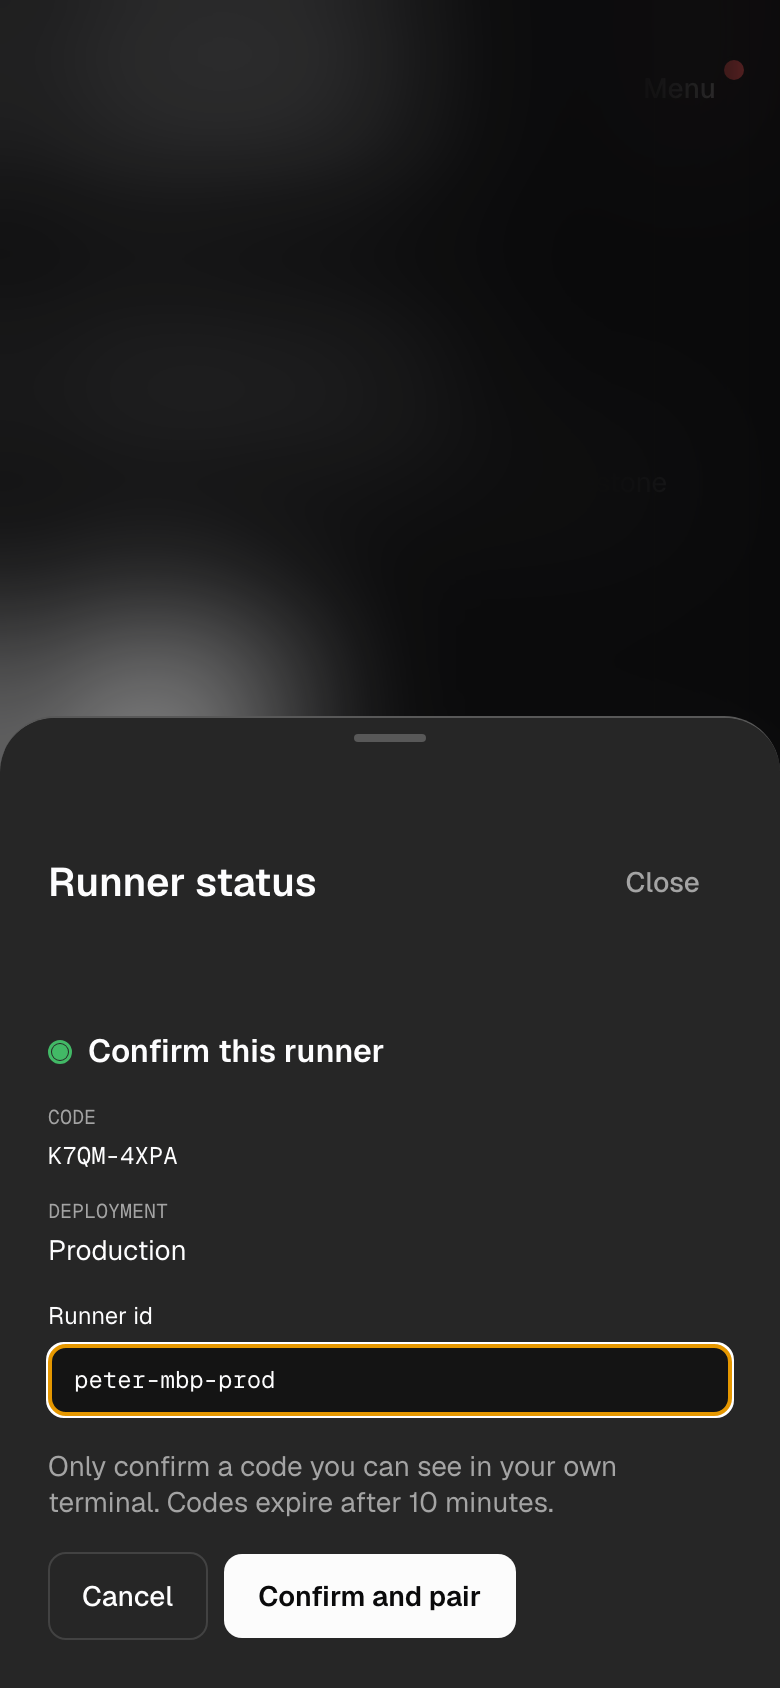 Menu
one
Runner status
Close
Confirm this runner
CODE
K7QM-4XPA
DEPLOYMENT
Production
Runner id
peter-mbp-prod
Only confirm a code you can see in your own
terminal. Codes expire after 10 minutes.
Cancel
Confirm and pair